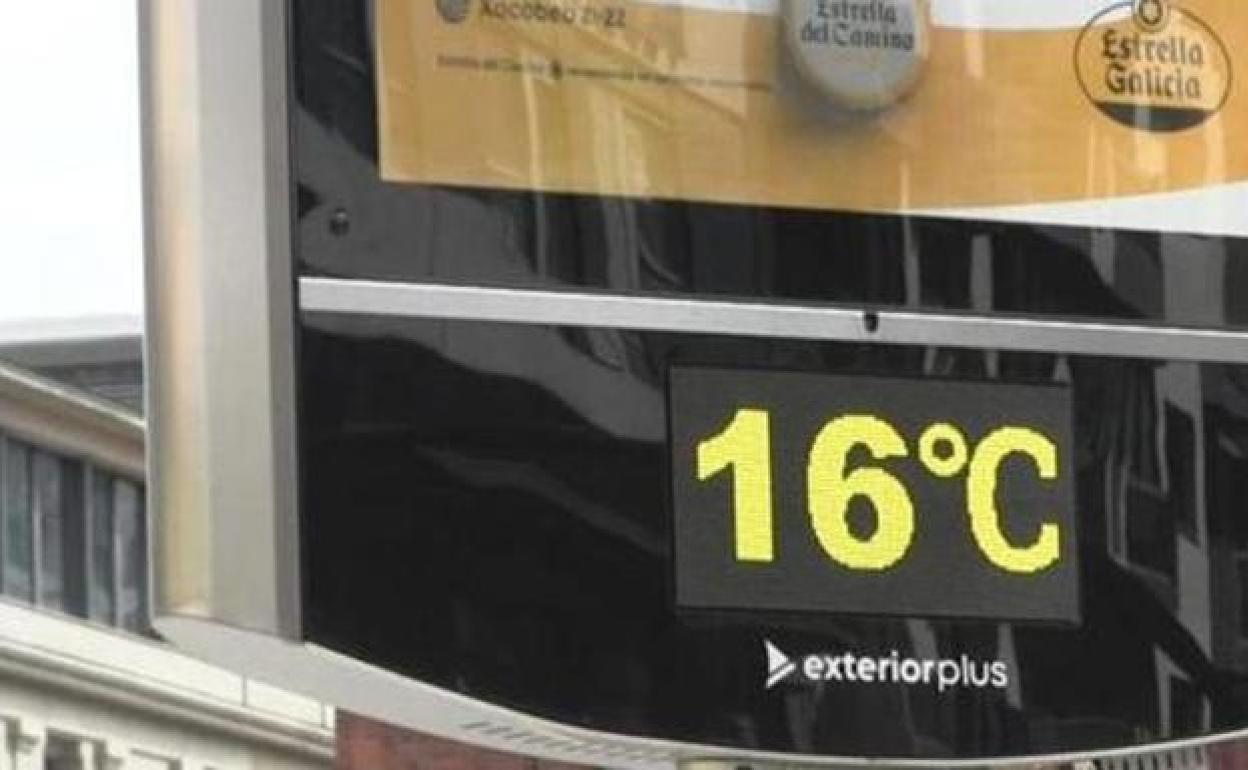 Xacobeo 21·22
Estrella
del Camino
Estrella
Galicia
16°C
exteriorplus